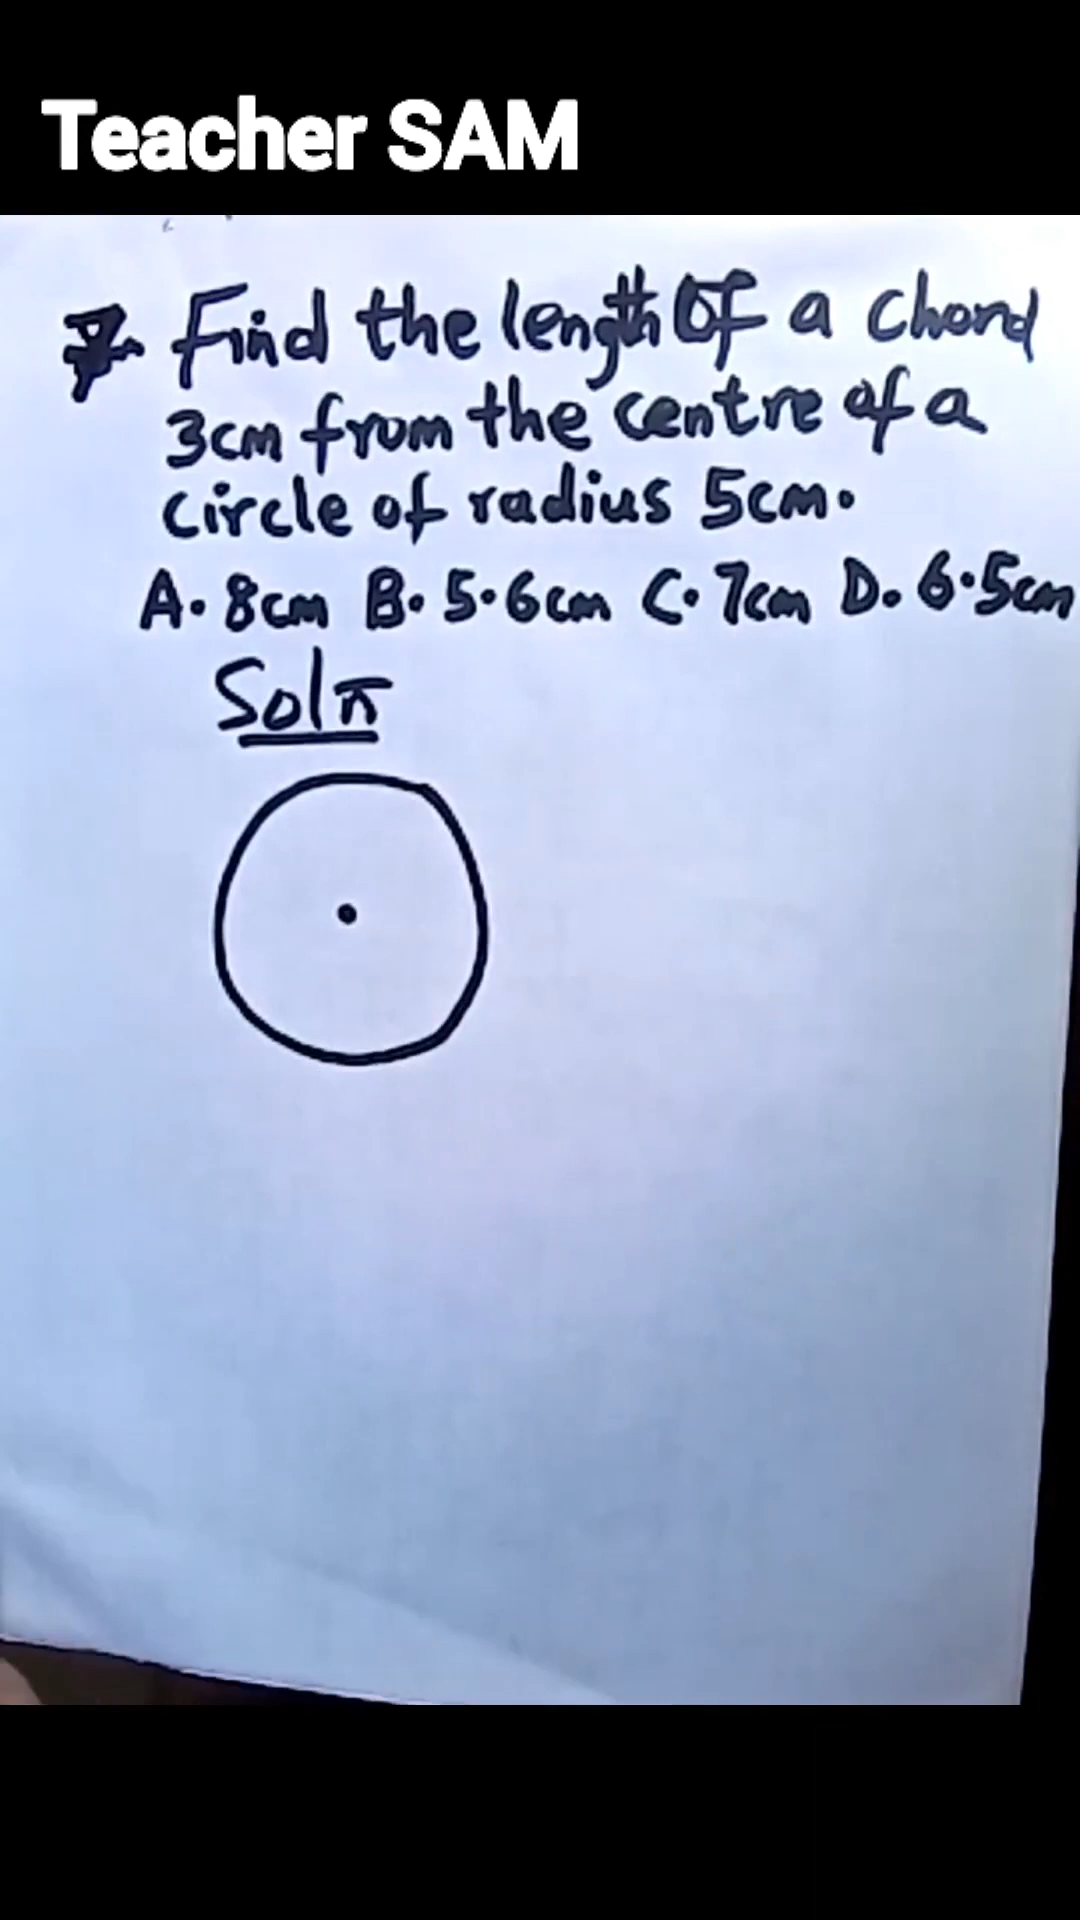 Teacher SAM
Find the length of a chord
3cm from the centre of a
circle of radius 5cm.
A. 8cm B. 5.6cm C. 7cm D. 6.5cm
Soln